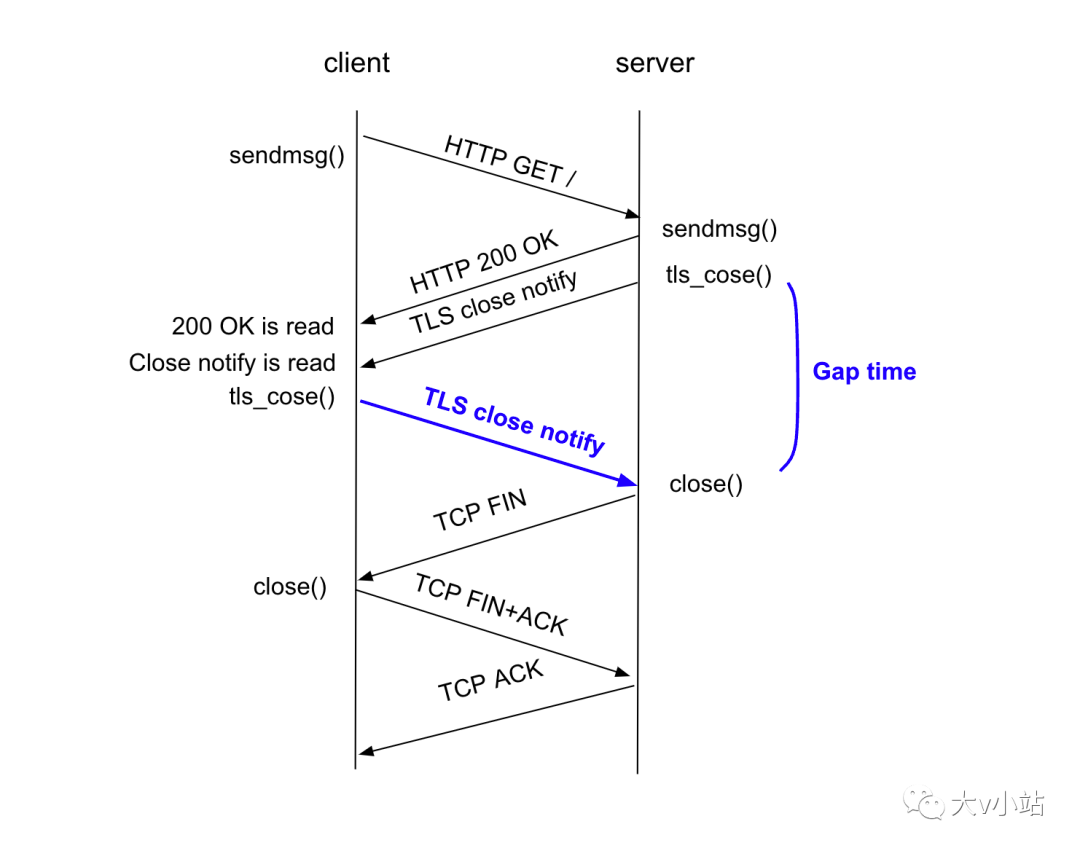 client
server
sendmsg()
HTTP GET /
sendmsg()
HTTP 200 OK
tls_cose()
TLS close notify
200 OK is read
Close notify is read
Gap time
tls_cose()
TLS close notify
close()
TCP FIN
close()
TCP FIN+ACK
TCP ACK
大v小站